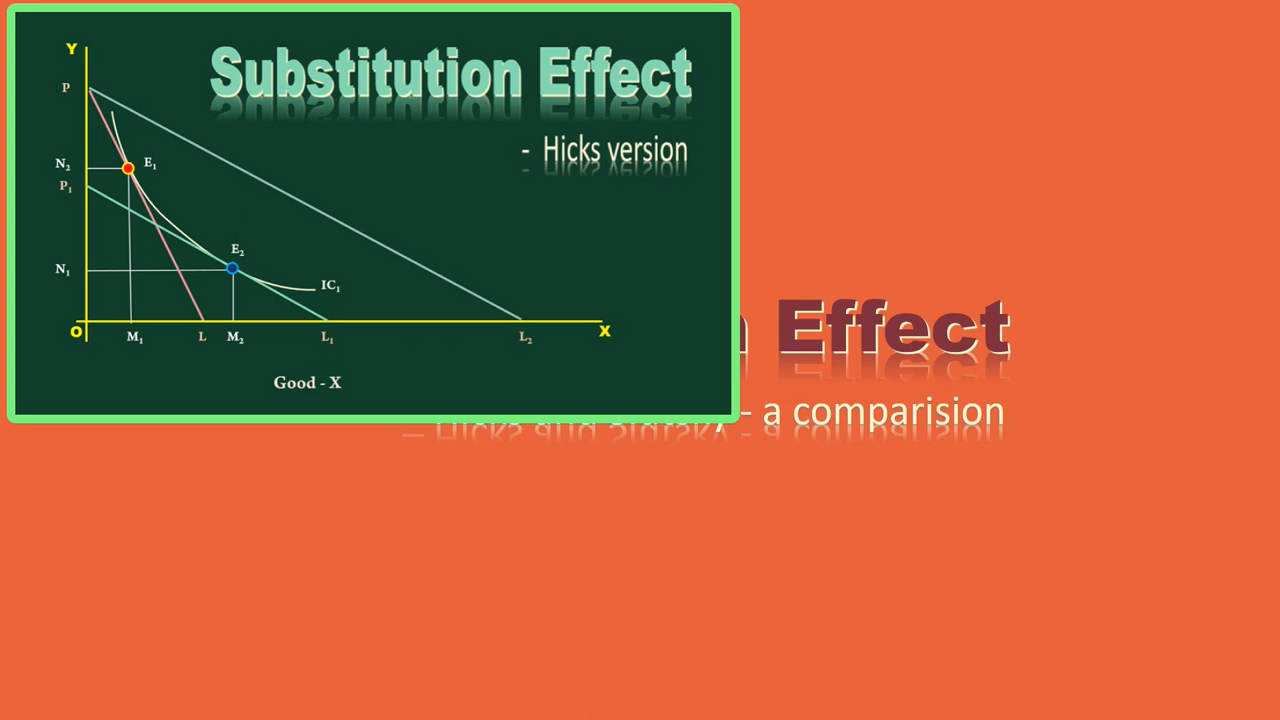 Y
Substitution Effect
P
- Hicks version
N2
E1
P1
E2
N1
IC1
O
X
M1
L
M2
L1
L2
Good - X
Effect
- a comparision